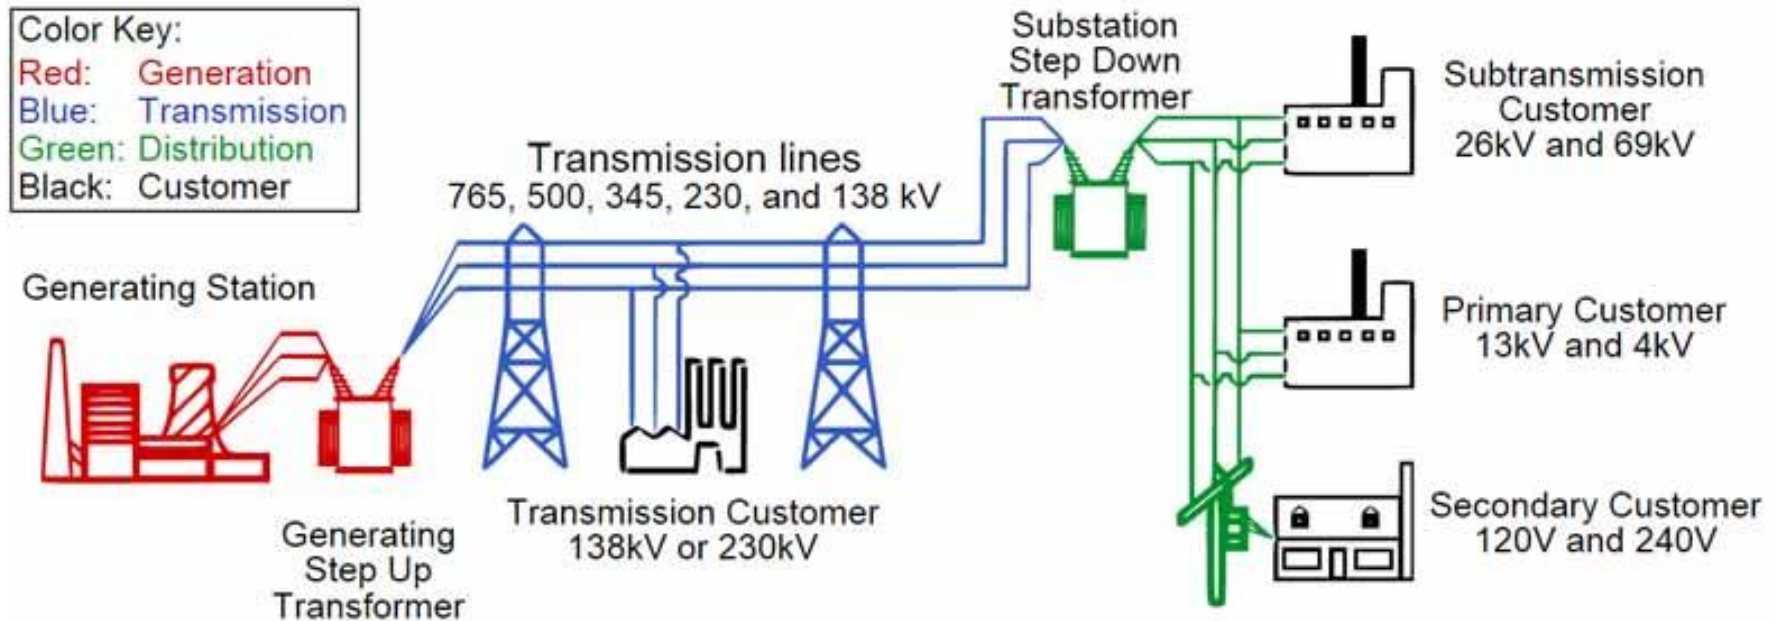 Color Key:
Red: Generation
Blue: Transmission
Green: Distribution
Black: Customer
Substation
Step Down
Transformer
Subtransmission
Customer
26kV and 69kV
Transmission lines
765, 500, 345, 230, and 138 kV
Generating Station
Primary Customer
13kV and 4kV
Transmission Customer
138kV or 230kV
Secondary Customer
120V and 240V
Generating
Step Up
Transformer